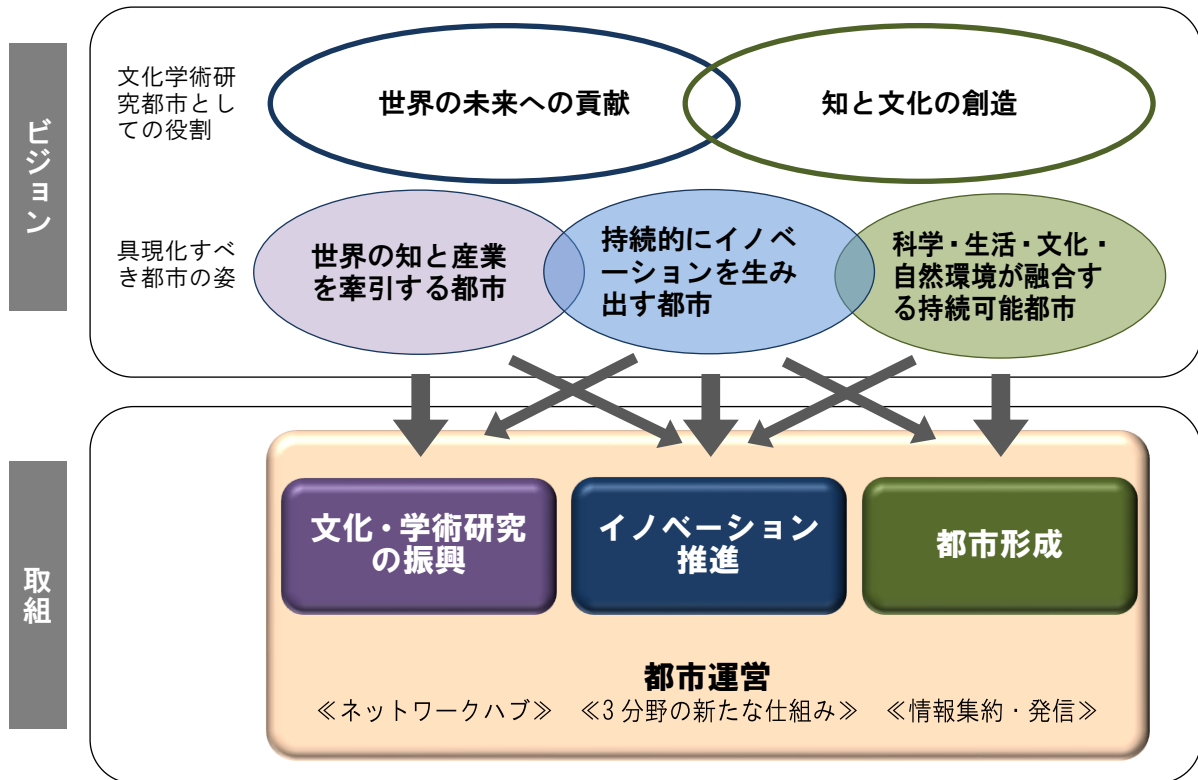 ビジョン
文化学術研
究都市とし
ての役割
世界の未来への貢献
知と文化の創造
具現化すべ
き都市の姿
世界の知と産業
を牽引する都市
持続的にイノベ
ーションを生み
出す都市
科学・生活・文化・
自然環境が融合す
る持続可能都市
取組
文化・学術研究
の振興
イノベーション
推進
都市形成
都市運営
≪ネットワークハブ≫ ≪3分野の新たな仕組み≫ ≪情報集約・発信≫